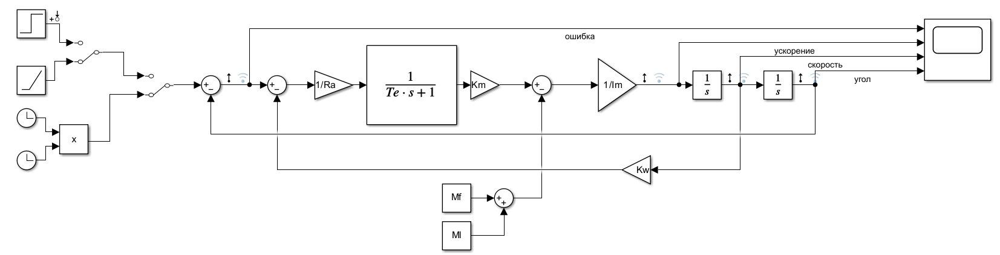 ошибка
ускорение
скорость
угол
+
+
−
+
−
1/Ra
1
Te · s + 1
Km
+
−
1/Im
1
s
1
s
x
Kw
Mf
+
+
Ml